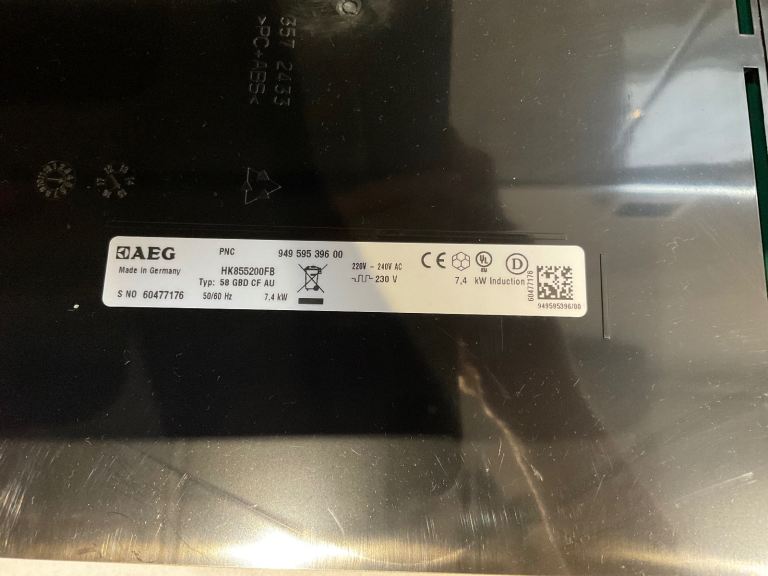 357 2433
>PC+ABS<
AEG
Made in Germany
S NO 60477176
PNC 949 595 396 00
HK855200FB
Typ: 58 GBD CF AU
50/60 Hz 7,4 kW
220V - 240V AC
230 V
CE
UL
D
7,4 kW Induction
60477176
949595396/00